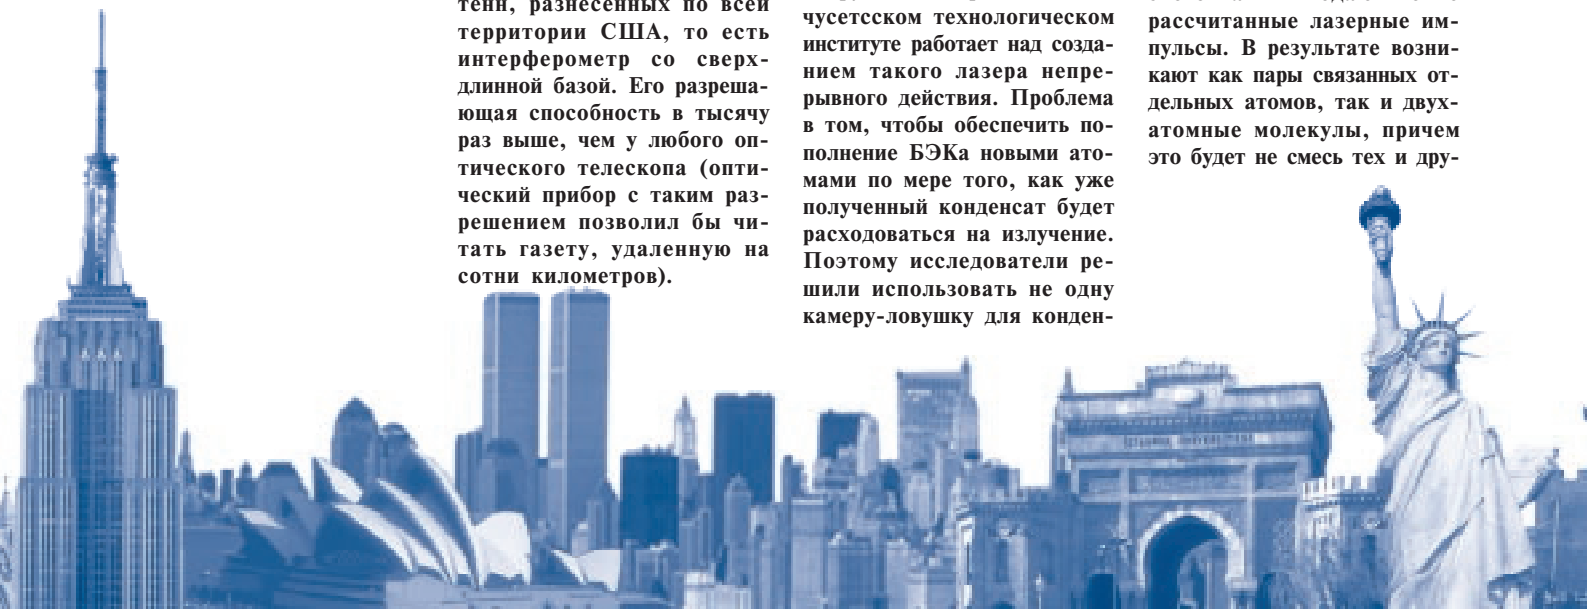 тенн, разнесенных по всей
территории США, то есть
интерферометр со сверх-
длинной базой. Его разреша-
ющая способность в тысячу
раз выше, чем у любого оп-
тического телескопа (опти-
ческий прибор с таким раз-
решением позволил бы чи-
тать газету, удаленную на
сотни километров).
чусетсском технологическом
институте работает над созда-
нием такого лазера непре-
рывного действия. Проблема
в том, чтобы обеспечить по-
полнение БЭКа новыми ато-
мами по мере того, как уже
полученный конденсат будет
расходоваться на излучение.
Поэтому исследователи ре-
шили использовать не одну
камеру-ловушку для конден-
рассчитанные лазерные им-
пульсы. В результате возни-
кают как пары связанных от-
дельных атомов, так и двух-
атомные молекулы, причем
это будет не смесь тех и дру-